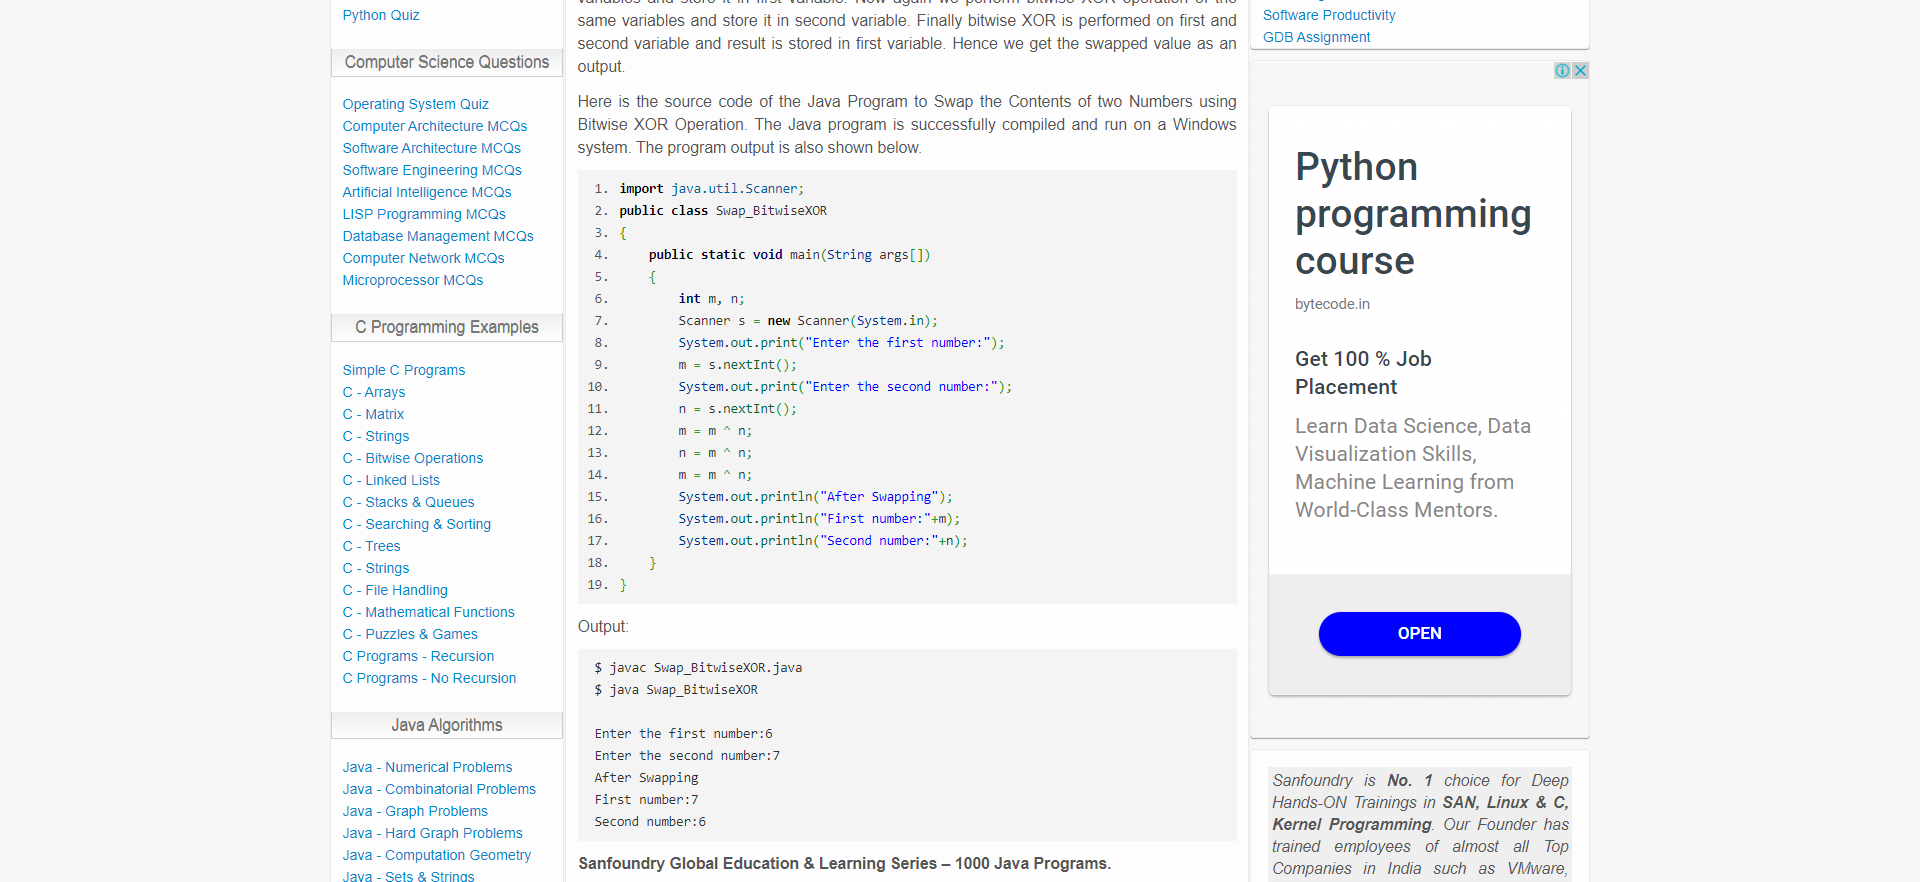 Python Quiz
Computer Science Questions
Operating System Quiz
Computer Architecture MCQs
Software Architecture MCQs
Software Engineering MCQs
Artificial Intelligence MCQs
LISP Programming MCQs
Database Management MCQs
Computer Network MCQs
Microprocessor MCQs
C Programming Examples
Simple C Programs
C - Arrays
C - Matrix
C - Strings
C - Bitwise Operations
C - Linked Lists
C - Stacks & Queues
C - Searching & Sorting
C - Trees
C - Strings
C - File Handling
C - Mathematical Functions
C - Puzzles & Games
C Programs - Recursion
C Programs - No Recursion
Java Algorithms
Java - Numerical Problems
Java - Combinatorial Problems
Java - Graph Problems
Java - Hard Graph Problems
Java - Computation Geometry
Java - Sets & Strings
variables and store it in first variable. Now again we perform bitwise XOR operation of the
same variables and store it in second variable. Finally bitwise XOR is performed on first and
second variable and result is stored in first variable. Hence we get the swapped value as an
output.
Here is the source code of the Java Program to Swap the Contents of two Numbers using
Bitwise XOR Operation. The Java program is successfully compiled and run on a Windows
system. The program output is also shown below.
1. import java.util.Scanner;
2. public class Swap_BitwiseXOR
3. {
4.     public static void main(String args[])
5.     {
6.         int m, n;
7.         Scanner s = new Scanner(System.in);
8.         System.out.print("Enter the first number:");
9.         m = s.nextInt();
10.         System.out.print("Enter the second number:");
11.         n = s.nextInt();
12.         m = m ^ n;
13.         n = m ^ n;
14.         m = m ^ n;
15.         System.out.println("After Swapping");
16.         System.out.println("First number:"+m);
17.         System.out.println("Second number:"+n);
18.     }
19. }
Output:
$ javac Swap_BitwiseXOR.java
$ java Swap_BitwiseXOR
Enter the first number:6
Enter the second number:7
After Swapping
First number:7
Second number:6
Sanfoundry Global Education & Learning Series – 1000 Java Programs.
Software Productivity
GDB Assignment
Python
programming
course
bytecode.in
Get 100 % Job
Placement
Learn Data Science, Data
Visualization Skills,
Machine Learning from
World-Class Mentors.
OPEN
Sanfoundry is No. 1 choice for Deep
Hands-ON Trainings in SAN, Linux & C,
Kernel Programming. Our Founder has
trained employees of almost all Top
Companies in India such as VMware,